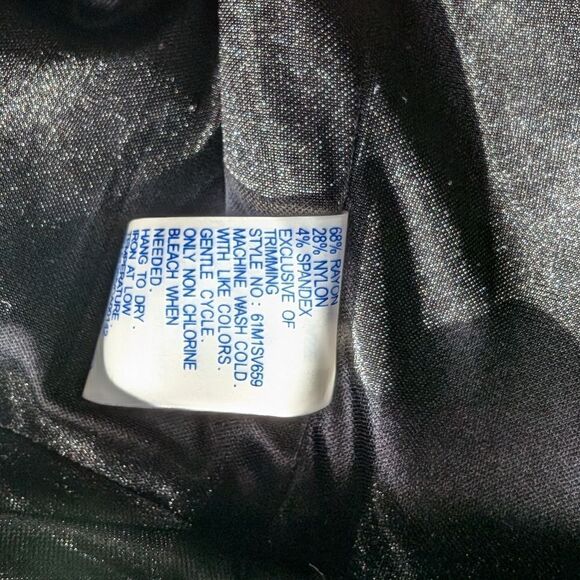 68% RAYON
28% NYLON
4% SPANDEX
EXCLUSIVE OF
TRIMMING
STYLE NO : 61M1SV659
MACHINE WASH COLD .
WITH LIKE COLORS.
GENTLE CYCLE.
ONLY NON CHLORINE
BLEACH WHEN
NEEDED.
HANG TO DRY .
IRON AT LOW
TEMPERATURE.